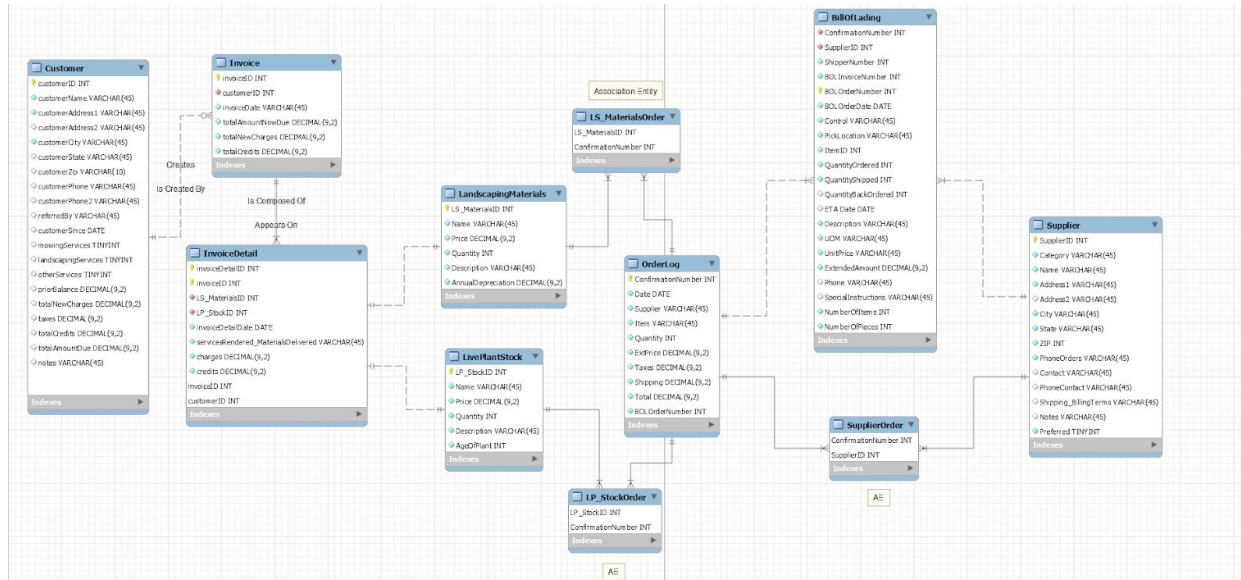 Customer
customerID INT
customerName VARCHAR(45)
customerAddress1 VARCHAR(45)
customerAddress2 VARCHAR(45)
customerCity VARCHAR(45)
customerState VARCHAR(45)
customerZip VARCHAR(10)
customerPhone VARCHAR(45)
customerPhone2 VARCHAR(45)
referredBy VARCHAR(45)
customerSince DATE
mowingServices TINYINT
landscapingServices TINYINT
otherServices TINYINT
priorBalance DECIMAL(9,2)
totalNewCharges DECIMAL(9,2)
taxes DECIMAL(9,2)
totalCredits DECIMAL(9,2)
totalAmountDue DECIMAL(9,2)
notes VARCHAR(45)
Indexes
Invoice
invoiceID INT
customerID INT
invoiceDate VARCHAR(45)
totalAmountNowDue DECIMAL(9,2)
totalNewCharges DECIMAL(9,2)
totalCredits DECIMAL(9,2)
Indexes
Creates
Is Created By
Is Composed Of
Appears On
InvoiceDetail
invoiceDetailID INT
invoiceID INT
LS_MaterialsID INT
LP_StockID INT
invoiceDetailDate DATE
servicesRendered_MaterialsDelivered VARCHAR(45)
charges DECIMAL(9,2)
credits DECIMAL(9,2)
invoiceID INT
customerID INT
Indexes
LandscapingMaterials
LS_MaterialsID INT
Name VARCHAR(45)
Price DECIMAL(9,2)
Quantity INT
Description VARCHAR(45)
AnnualDepreciation DECIMAL(9,2)
Indexes
LivePlantStock
LP_StockID INT
Name VARCHAR(45)
Price DECIMAL(9,2)
Quantity INT
Description VARCHAR(45)
AgeOfPlant INT
Indexes
Association Entity
LS_MaterialsOrder
LS_MaterialsID INT
ConfirmationNumber INT
Indexes
OrderLog
ConfirmationNumber INT
Date DATE
Supplier VARCHAR(45)
Item VARCHAR(45)
Quantity INT
ExtPrice DECIMAL(9,2)
Taxes DECIMAL(9,2)
Shipping DECIMAL(9,2)
Total DECIMAL(9,2)
BOLOrderNumber INT
Indexes
LP_StockOrder
LP_StockID INT
ConfirmationNumber INT
Indexes
AE
BillOfLading
ConfirmationNumber INT
SupplierID INT
ShipperNumber INT
BOLInvoiceNumber INT
BOLOrderNumber INT
BOLOrderDate DATE
Control VARCHAR(45)
PickLocation VARCHAR(45)
ItemID INT
QuantityOrdered INT
QuantityShipped INT
QuantityBackOrdered INT
ETA Date DATE
Description VARCHAR(45)
UOM VARCHAR(45)
UnitPrice VARCHAR(45)
ExtendedAmount DECIMAL(9,2)
Phone VARCHAR(45)
SpecialInstructions VARCHAR(45)
NumberOfItems INT
NumberOfPieces INT
Indexes
SupplierOrder
ConfirmationNumber INT
SupplierID INT
Indexes
AE
Supplier
SupplierID INT
Category VARCHAR(45)
Name VARCHAR(45)
Address1 VARCHAR(45)
Address2 VARCHAR(45)
City VARCHAR(45)
State VARCHAR(45)
ZIP INT
PhoneOrders VARCHAR(45)
Contact VARCHAR(45)
PhoneContact VARCHAR(45)
Shipping_BillingTerms VARCHAR(45)
Notes VARCHAR(45)
Preferred TINYINT
Indexes